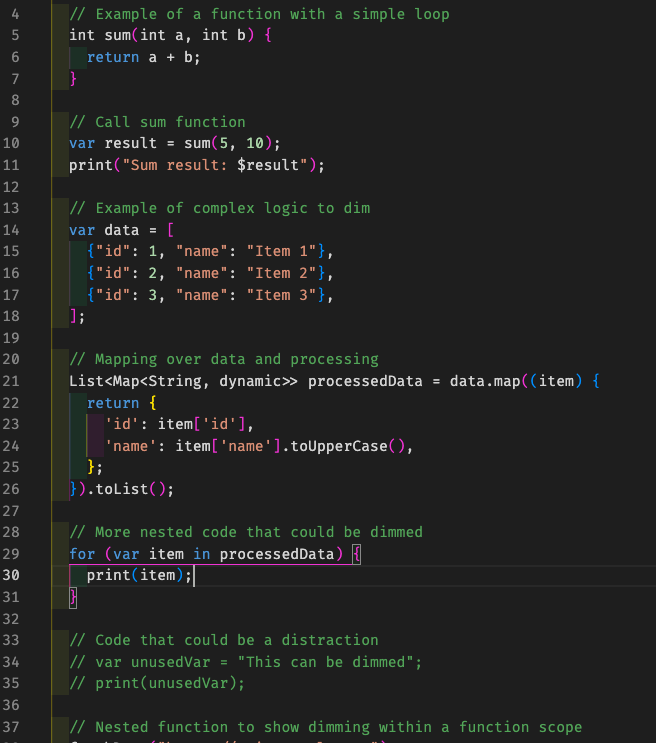 4 // Example of a function with a simple loop
5 int sum(int a, int b) {
6   return a + b;
7 }
8
9 // Call sum function
10 var result = sum(5, 10);
11 print("Sum result: $result");
12
13 // Example of complex logic to dim
14 var data = [
15   {"id": 1, "name": "Item 1"},
16   {"id": 2, "name": "Item 2"},
17   {"id": 3, "name": "Item 3"},
18 ];
19
20 // Mapping over data and processing
21 List<Map<String, dynamic>> processedData = data.map((item) {
22   return {
23     'id': item['id'],
24     'name': item['name'].toUpperCase(),
25   };
26 }).toList();
27
28 // More nested code that could be dimmed
29 for (var item in processedData) {
30   print(item);
31 }
32
33 // Code that could be a distraction
34 // var unusedVar = "This can be dimmed";
35 // print(unusedVar);
36
37 // Nested function to show dimming within a function scope